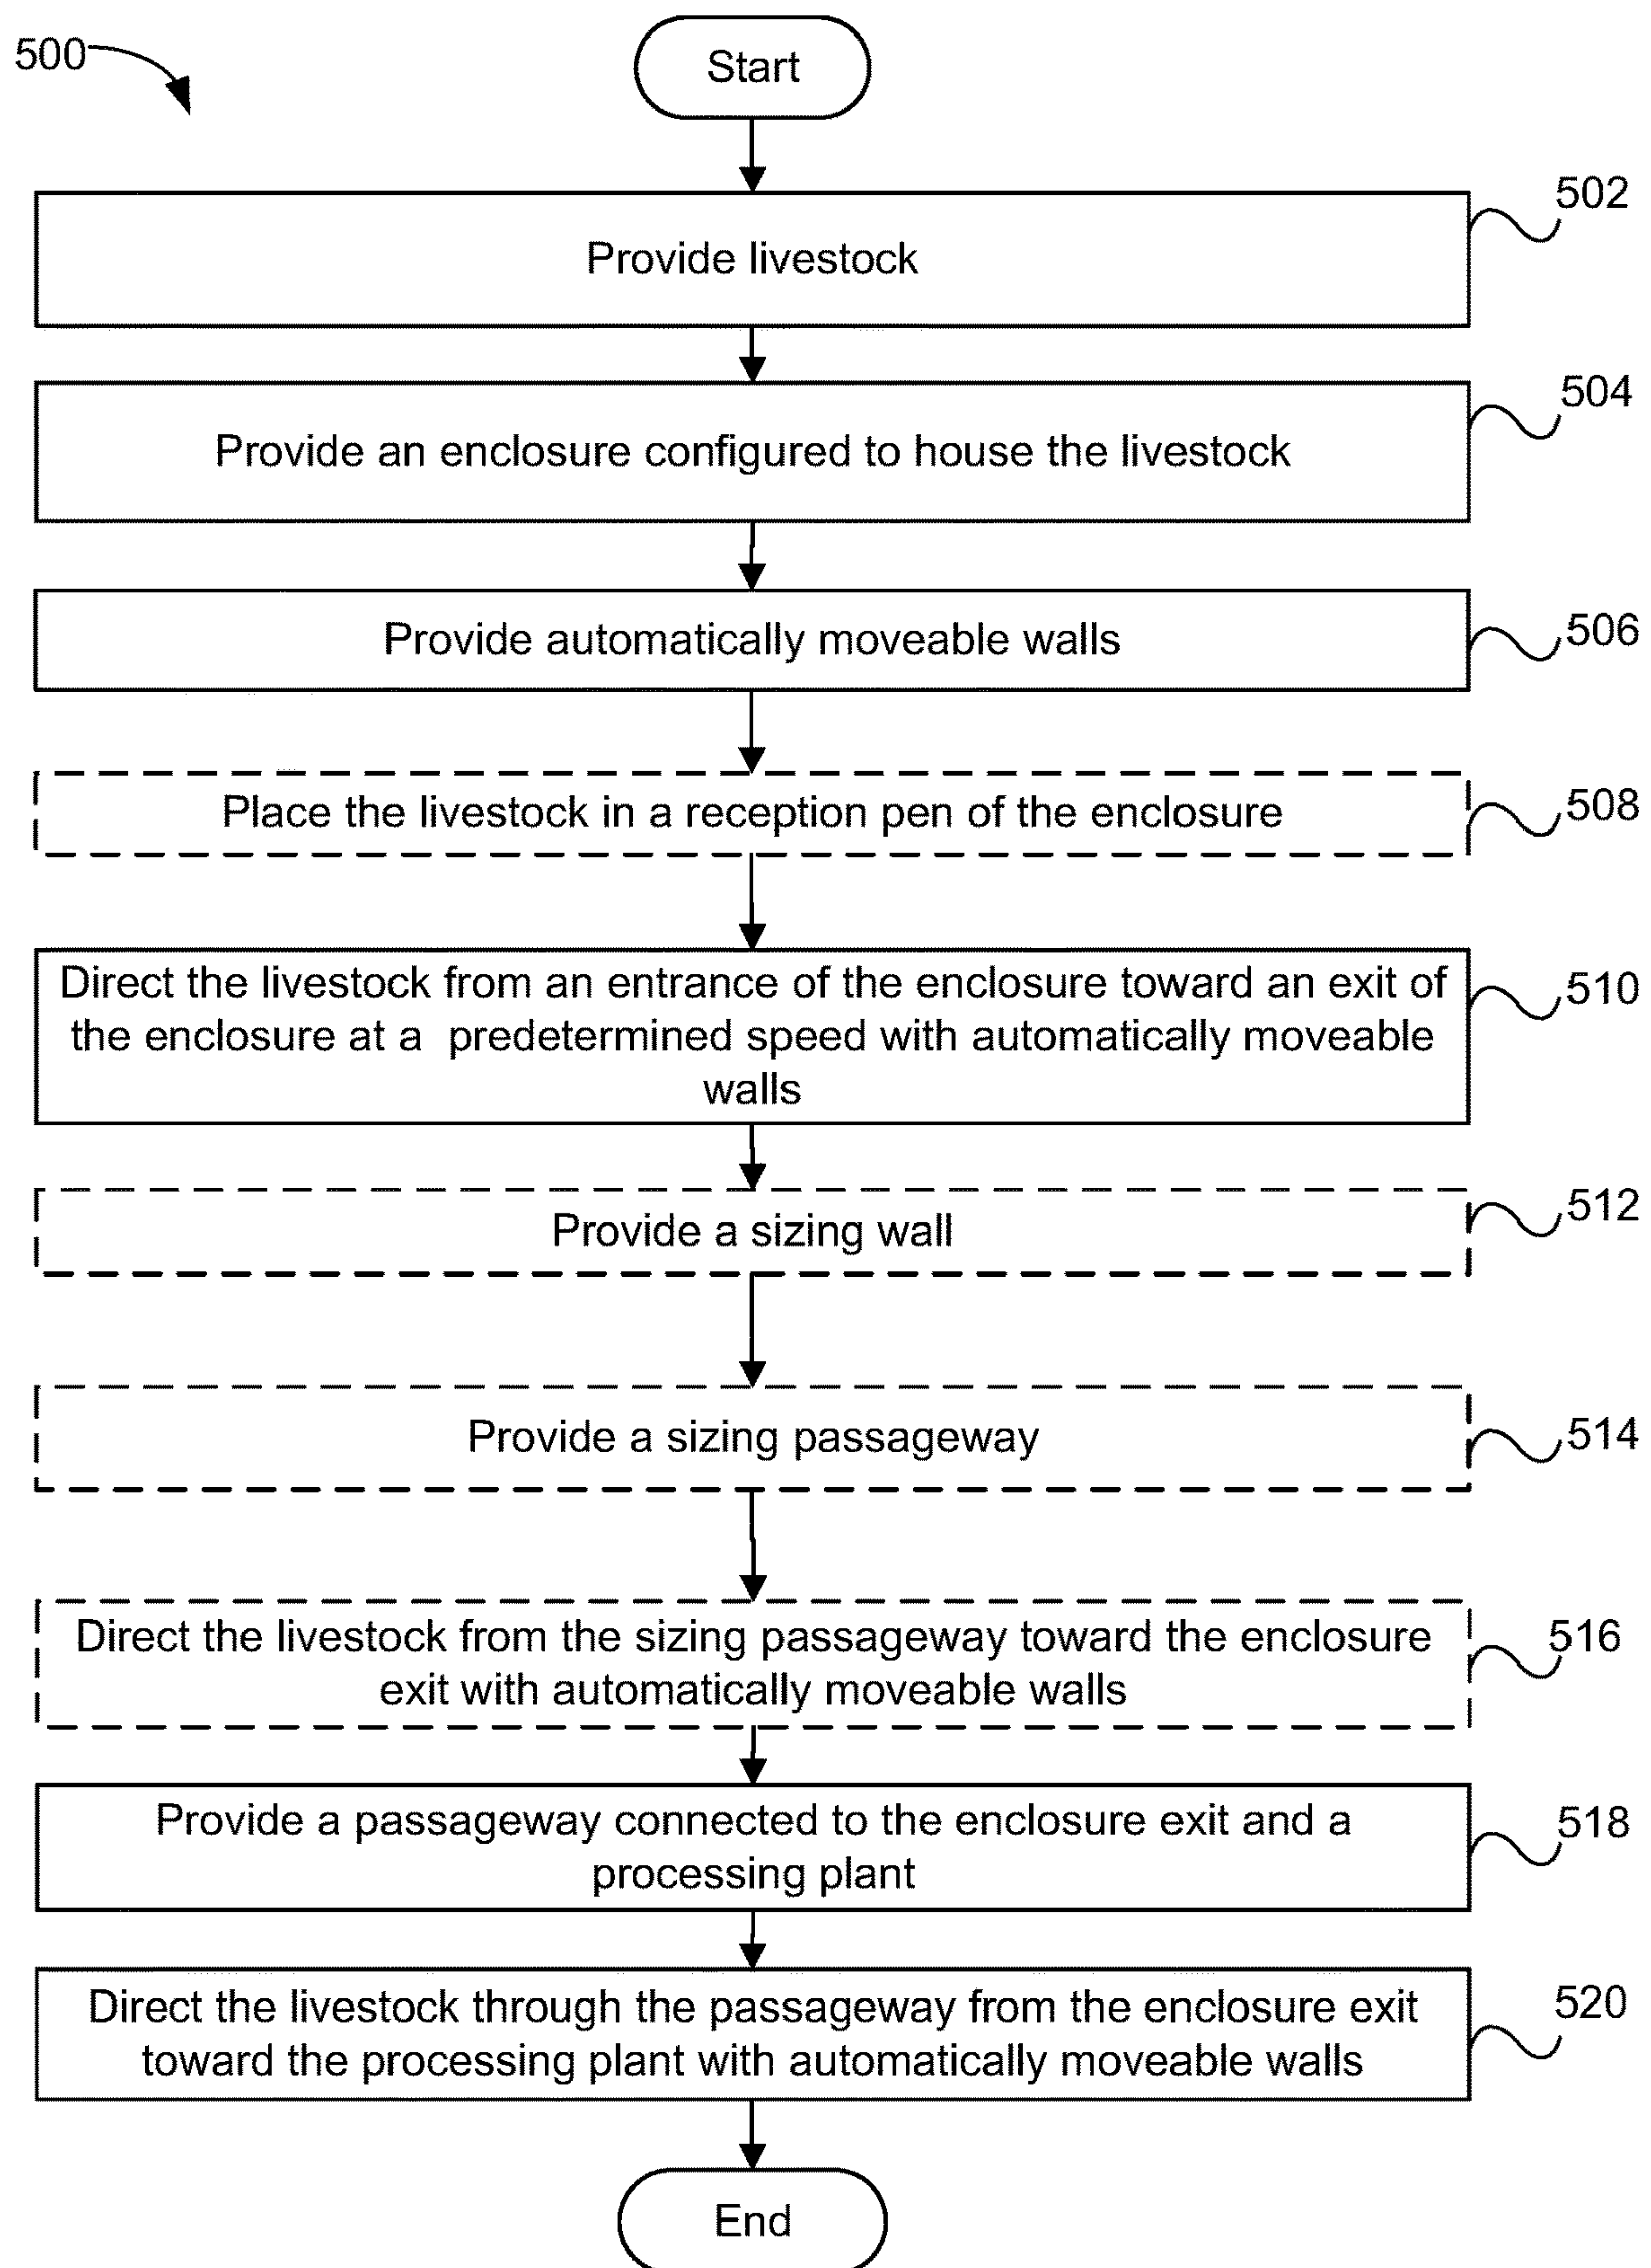 500
Start
502
Provide livestock
504
Provide an enclosure configured to house the livestock
506
Provide automatically moveable walls
508
Place the livestock in a reception pen of the enclosure
510
Direct the livestock from an entrance of the enclosure toward an exit of
the enclosure at a predetermined speed with automatically moveable
walls
512
Provide a sizing wall
514
Provide a sizing passageway
516
Direct the livestock from the sizing passageway toward the enclosure
exit with automatically moveable walls
518
Provide a passageway connected to the enclosure exit and a
processing plant
520
Direct the livestock through the passageway from the enclosure exit
toward the processing plant with automatically moveable walls
End